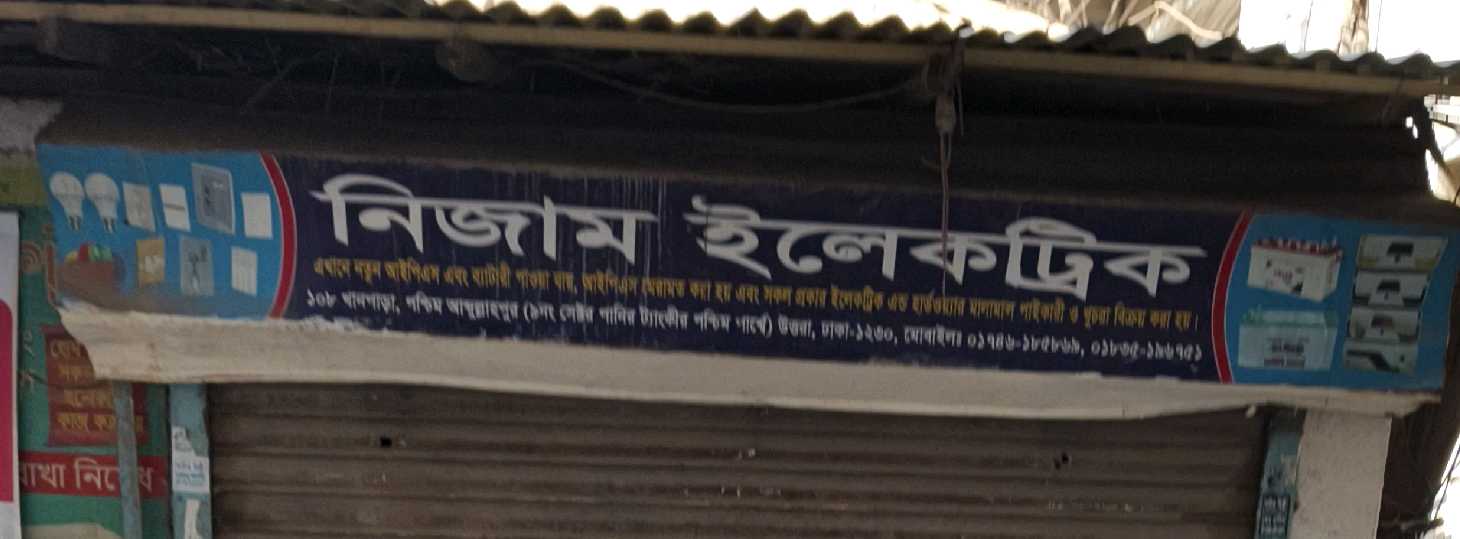 নিজাম ইলেকট্রিক
এখানে নতুন আইপিএস এবং ব্যাটারী পাওয়া যায়, আইপিএস মেরামত করা হয় এবং সকল প্রকার ইলেকট্রিক এন্ড হার্ডওয়্যার মালামাল পাইকারী ও খুচরা বিক্রয় করা হয়।
১০৮ খালপাড়া, পশ্চিম আব্দুল্লাহপুর (৯নং সেক্টর পানির ট্যাংকীর পশ্চিম পার্শ্বে) উত্তরা, ঢাকা-১২৩০, মোবাইলঃ ০১৭৪৬-১৮৫৮৬৯, ০১৮৩৫-১৯৬৭৫১
কাজ
রাখা নিষেধ